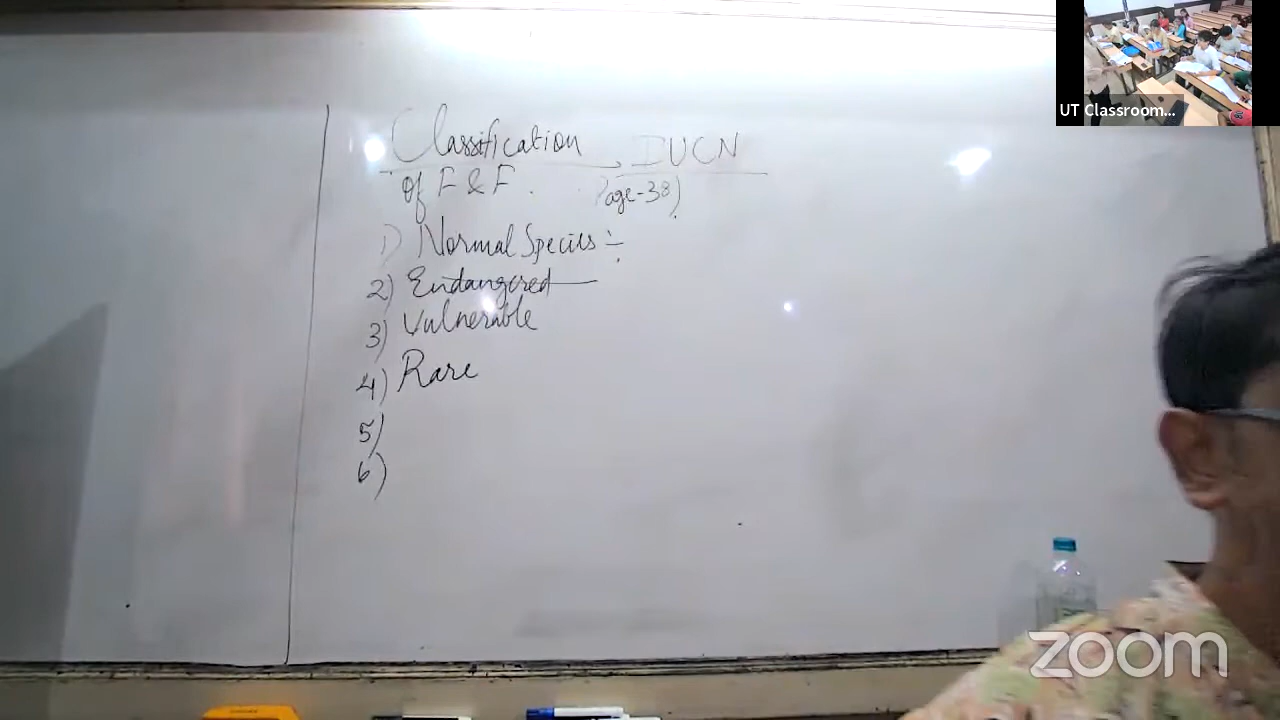 Classification → IUCN
of F & F. (Page-38)
1) Normal Species :-
2) Endangered —
3) Vulnerable
4) Rare
5)
6)
UT Classroom...
zoom